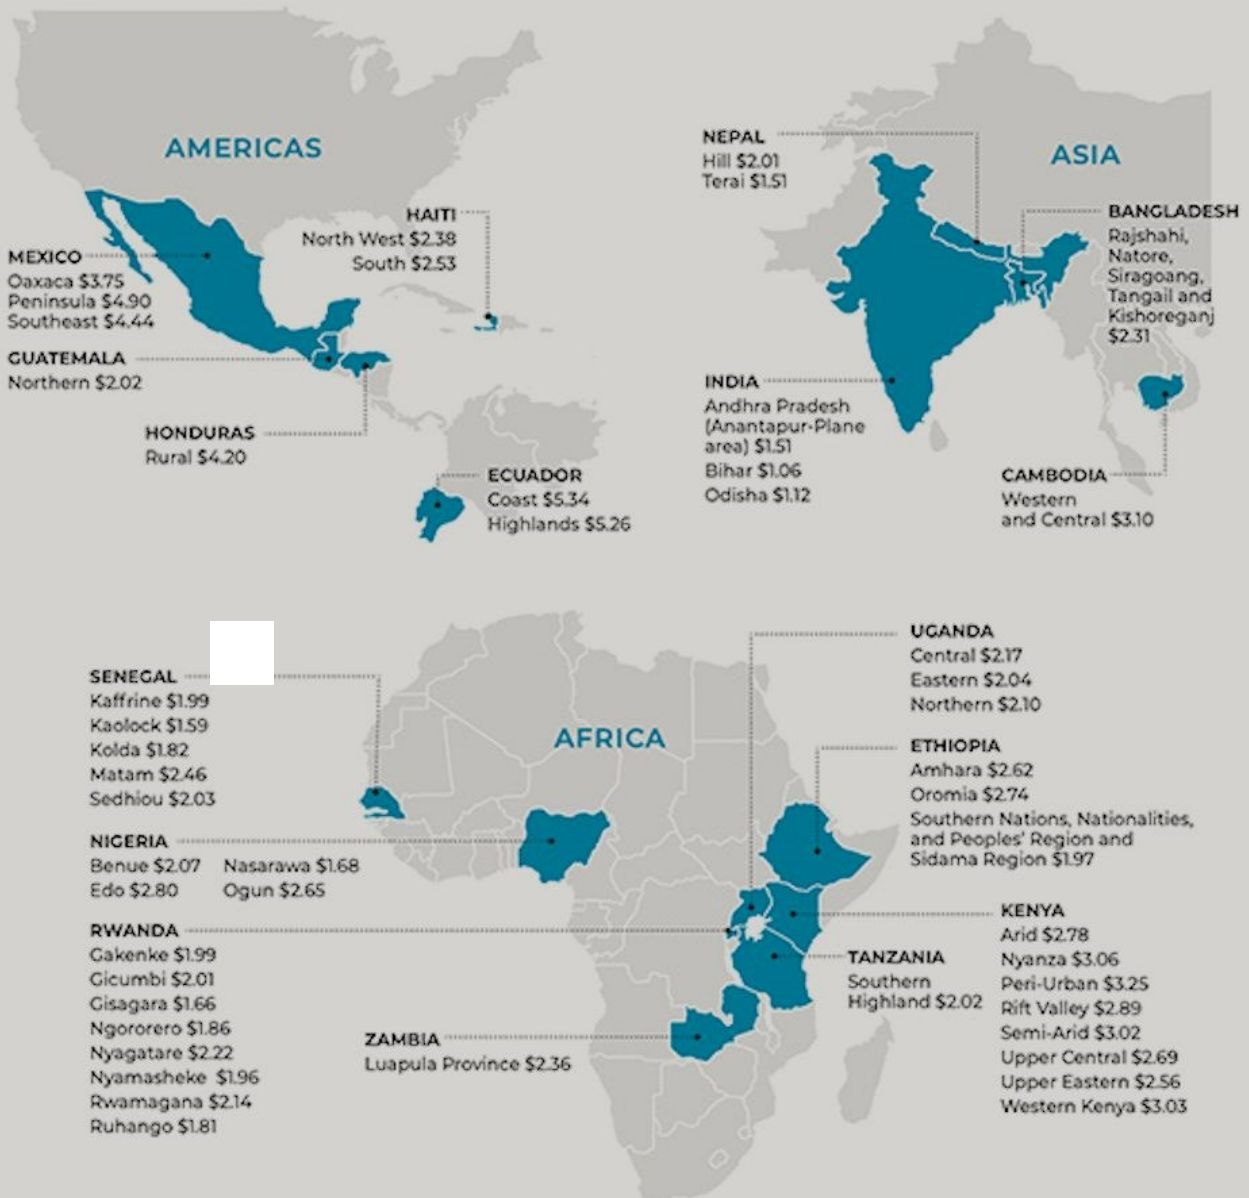 AMERICAS
HAITI
North West $2.38
South $2.53
MEXICO
Oaxaca $3.75
Peninsula $4.90
Southeast $4.44
GUATEMALA
Northern $2.02
HONDURAS
Rural $4.20
ECUADOR
Coast $5.34
Highlands $5.26
ASIA
NEPAL
Hill $2.01
Terai $1.51
BANGLADESH
Rajshahi,
Natore,
Siragoang,
Tangail and
Kishoreganj
$2.31
INDIA
Andhra Pradesh
(Anantapur-Plane
area) $1.51
Bihar $1.06
Odisha $1.12
CAMBODIA
Western
and Central $3.10
AFRICA
SENEGAL
Kaffrine $1.99
Kaolock $1.59
Kolda $1.82
Matam $2.46
Sedhiou $2.03
NIGERIA
Benue $2.07 Nasarawa $1.68
Edo $2.80 Ogun $2.65
RWANDA
Gakenke $1.99
Gicumbi $2.01
Gisagara $1.66
Ngororero $1.86
Nyagatare $2.22
Nyamasheke $1.96
Rwamagana $2.14
Ruhango $1.81
ZAMBIA
Luapula Province $2.36
UGANDA
Central $2.17
Eastern $2.04
Northern $2.10
ETHIOPIA
Amhara $2.62
Oromia $2.74
Southern Nations, Nationalities,
and Peoples' Region and
Sidama Region $1.97
TANZANIA
Southern
Highland $2.02
KENYA
Arid $2.78
Nyanza $3.06
Peri-Urban $3.25
Rift Valley $2.89
Semi-Arid $3.02
Upper Central $2.69
Upper Eastern $2.56
Western Kenya $3.03